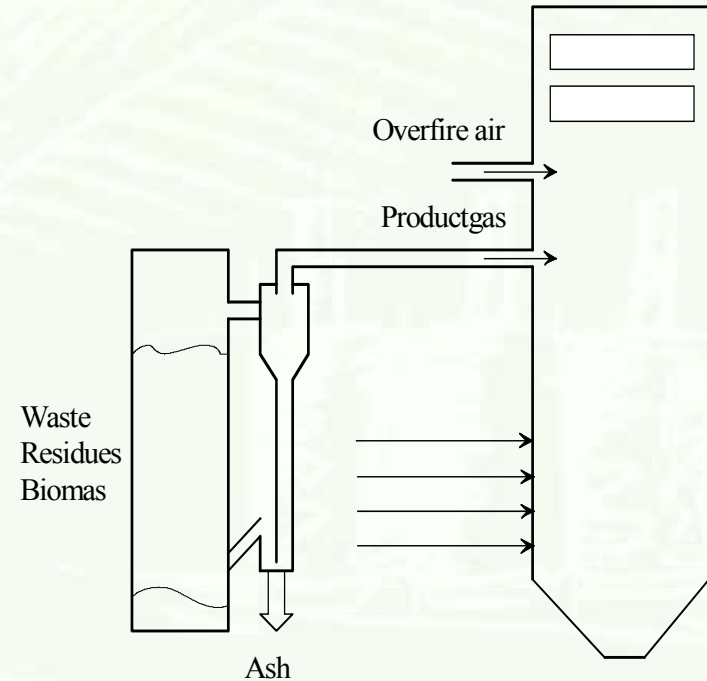 Overfire air
Productgas
Waste
Residues
Biomas
Ash